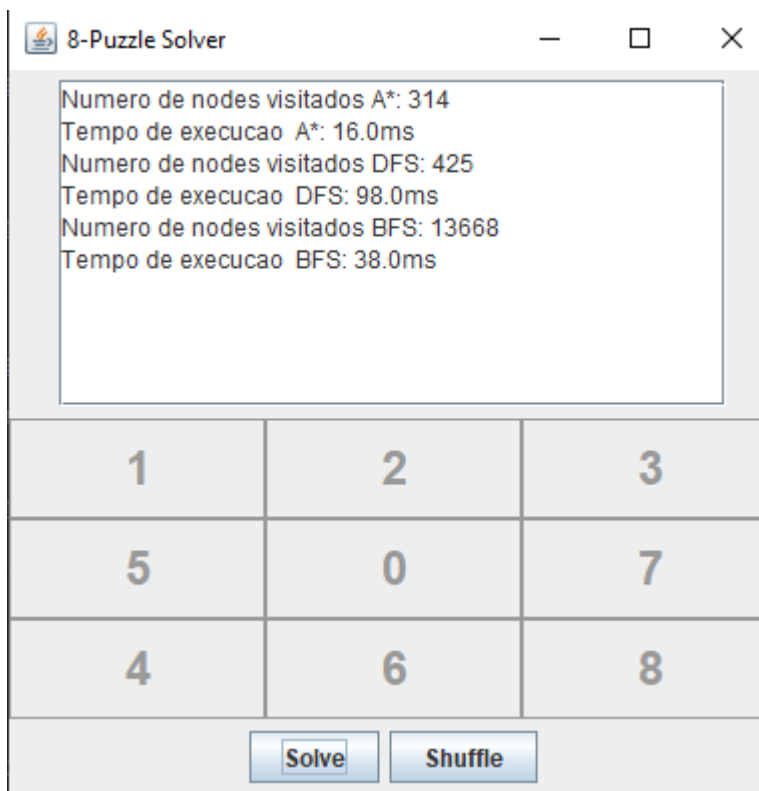 8-Puzzle Solver
Numero de nodes visitados A*: 314
Tempo de execucao  A*: 16.0ms
Numero de nodes visitados DFS: 425
Tempo de execucao  DFS: 98.0ms
Numero de nodes visitados BFS: 13668
Tempo de execucao  BFS: 38.0ms
1 2 3
5 0 7
4 6 8
Solve Shuffle